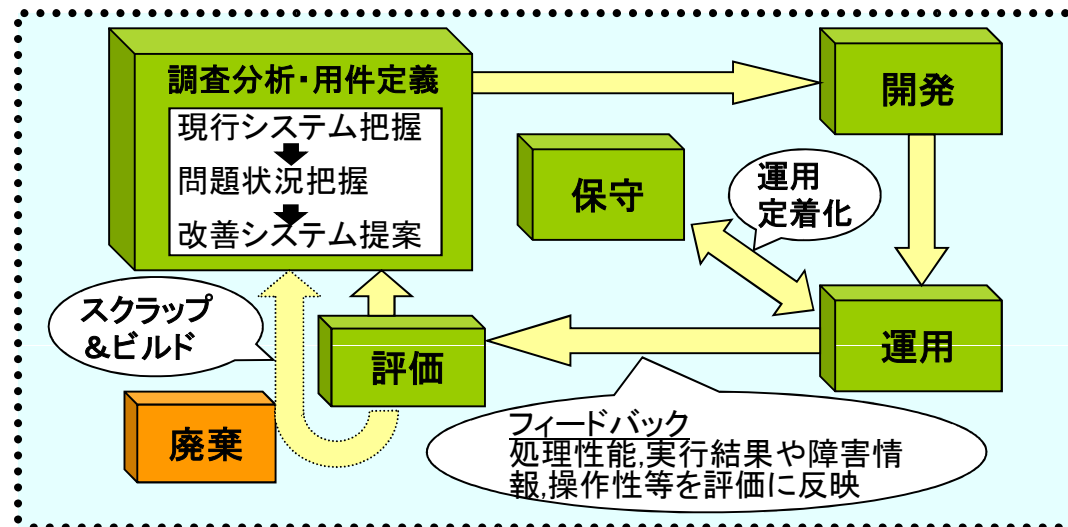 調査分析・用件定義
現行システム把握
問題状況把握
改善システム提案
開発
保守
運用
定着化
スクラップ
&ビルド
評価
運用
廃棄
フィードバック
処理性能,実行結果や障害情
報,操作性等を評価に反映